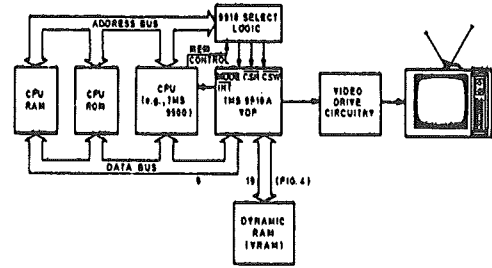 ADDRESS BUS
9918 SELECT
LOGIC
MEM
CONTROL
CPU
RAM
CPU
ROM
CPU
(e.g., TMS
9900)
MODE CSR CSW
INT
TMS 9918A
VDP
VIDEO
DRIVE
CIRCUITRY
DATA BUS
8
19
(FIG. 4)
DYNAMIC
RAM
(VRAM)